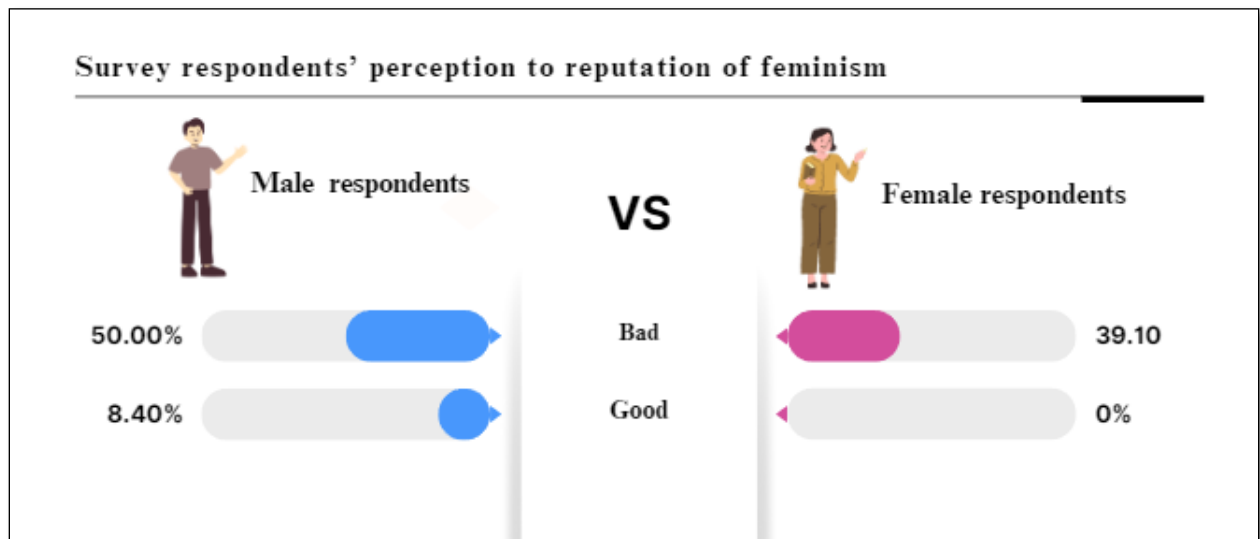 Survey respondents’ perception to reputation of feminism
Male respondents
VS
Female respondents
50.00%
Bad
39.10
8.40%
Good
0%